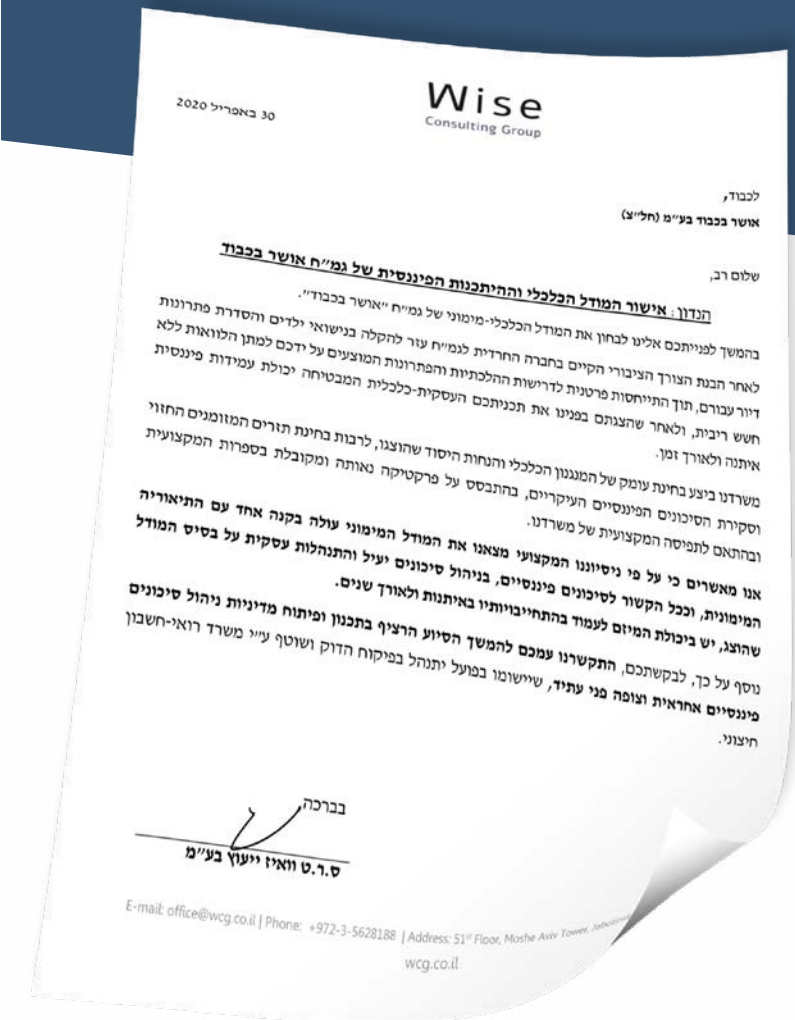 Wise
Consulting Group
30 באפריל 2020
לכבוד,
אושר בכבוד בע״מ (חל״צ)
שלום רב,
הנדון: אישור המודל הכלכלי וההיתכנות הפיננסית של גמ״ח אושר בכבוד
בהמשך לפנייתכם אלינו לבחון את המודל הכלכלי-מימוני של גמ״ח ״אושר בכבוד״.
לאחר הבנת הצורך הציבורי הקיים בחברה החרדית לגמ״ח עזר להקלה בנישואי ילדים והסדרת פתרונות
דיור עבורם, תוך התייחסות פרטנית לדרישות ההלכתיות והפתרונות המוצעים על ידכם למתן הלוואות ללא
חשש ריבית, ולאחר שהצגתם בפנינו את תכניתכם העסקית-כלכלית המבטיחה יכולת עמידות פיננסית
איתנה ולאורך זמן.
משרדנו ביצע בחינת עומק של המנגנון הכלכלי והנחות היסוד שהוצגו, לרבות בחינת תזרים המזומנים החזוי
וסקירת הסיכונים הפיננסיים העיקריים, בהתבסס על פרקטיקה נאותה ומקובלת בספרות המקצועית
ובהתאם לתפיסה המקצועית של משרדנו.
אנו מאשרים כי על פי ניסיוננו המקצועי מצאנו את המודל המימוני עולה בקנה אחד עם התיאוריה
המימונית, וככל הקשור לסיכונים פיננסיים, בניהול סיכונים יעיל והתנהלות עסקית על בסיס המודל
שהוצג, יש ביכולת המיזם לעמוד בהתחייבויותיו באיתנות ולאורך שנים.
נוסף על כך, לבקשתכם, התקשרנו עמכם להמשך הסיוע הרציף בתכנון ופיתוח מדיניות ניהול סיכונים
פיננסיים אחראית וצופה פני עתיד, שיישומו בפועל יתנהל בפיקוח הדוק ושוטף ע״י משרד רואי-חשבון
חיצוני.
בברכה
ס.ר.ט וואיז ייעוץ בע״מ
E-mail: office@wcg.co.il | Phone: +972-3-5628188 | Address: 51st Floor, Moshe Aviv Tower,
wcg.co.il